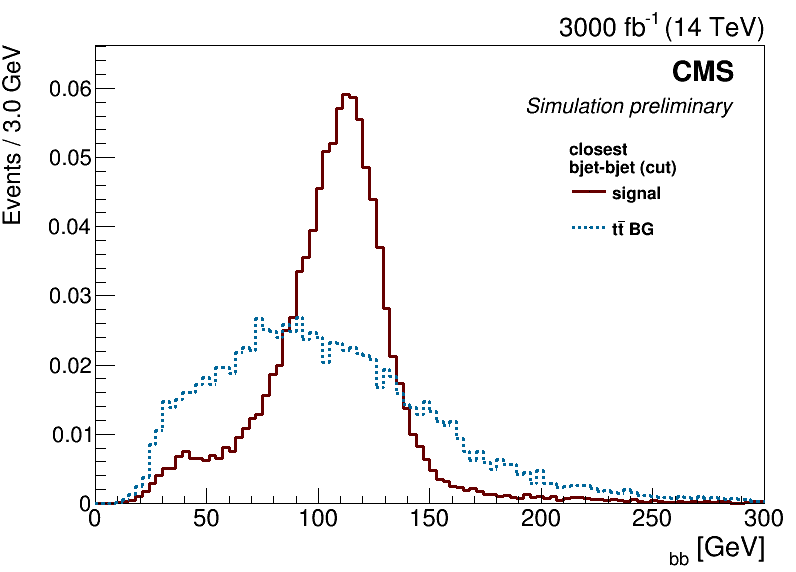 3000 fb⁻¹ (14 TeV)
Events / 3.0 GeV
CMS
Simulation preliminary
closest
bjet-bjet (cut)
signal
tt̄ BG
0.06
0.05
0.04
0.03
0.02
0.01
0
0 50 100 150 200 250 300
bb [GeV]